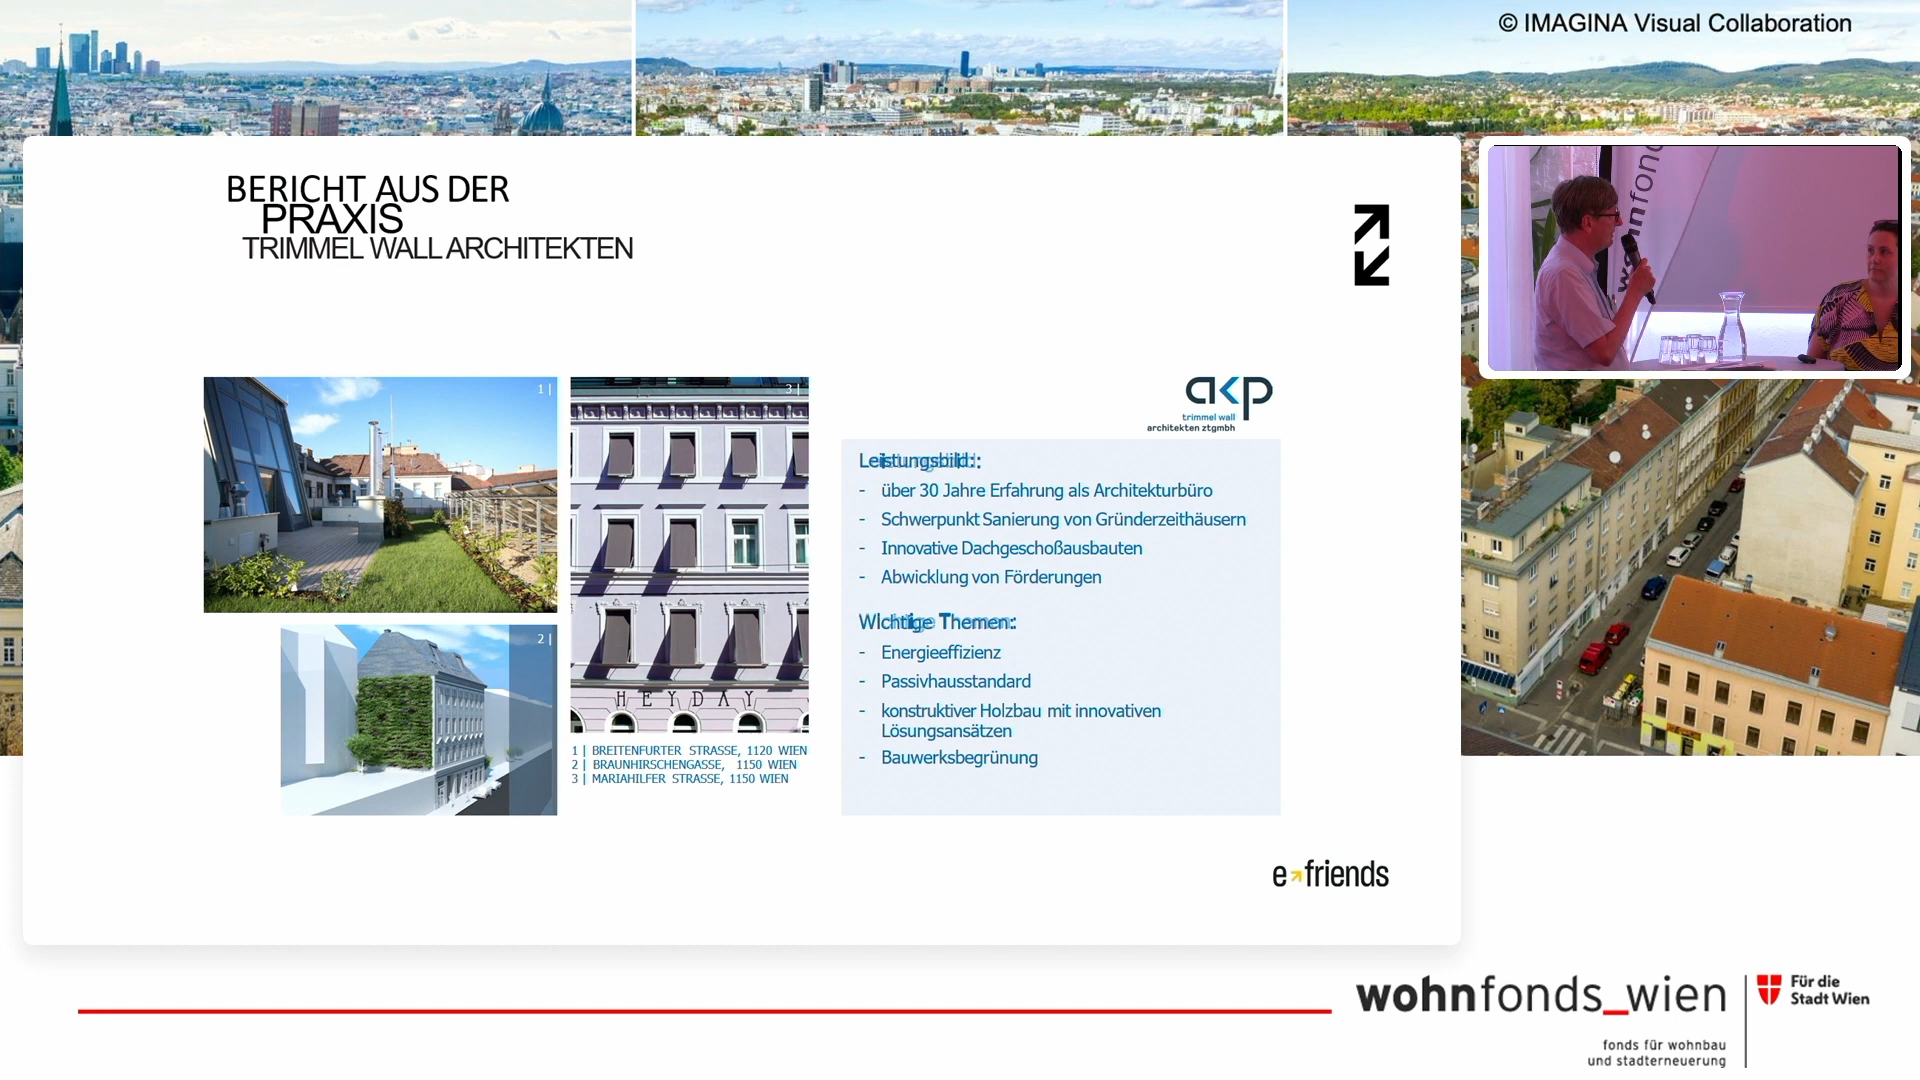 © IMAGINA Visual Collaboration
BERICHT AUS DER
PRAXIS
TRIMMEL WALL ARCHITEKTEN
wohnfond
1 |
3 |
akp
trimmel wall
architekten ztgmbh
Leistungsbild:
- über 30 Jahre Erfahrung als Architekturbüro
- Schwerpunkt Sanierung von Gründerzeithäusern
- Innovative Dachgeschoßausbauten
- Abwicklung von Förderungen
Wichtige Themen:
- Energieeffizienz
- Passivhausstandard
- konstruktiver Holzbau mit innovativen
Lösungsansätzen
- Bauwerksbegrünung
2 |
HEYDAY
1 | BREITENFURTER STRASSE, 1120 WIEN
2 | BRAUNHIRSCHENGASSE, 1150 WIEN
3 | MARIAHILFER STRASSE, 1150 WIEN
e friends
wohnfonds_wien
fonds für wohnbau
und stadterneuerung
Für die
Stadt Wien